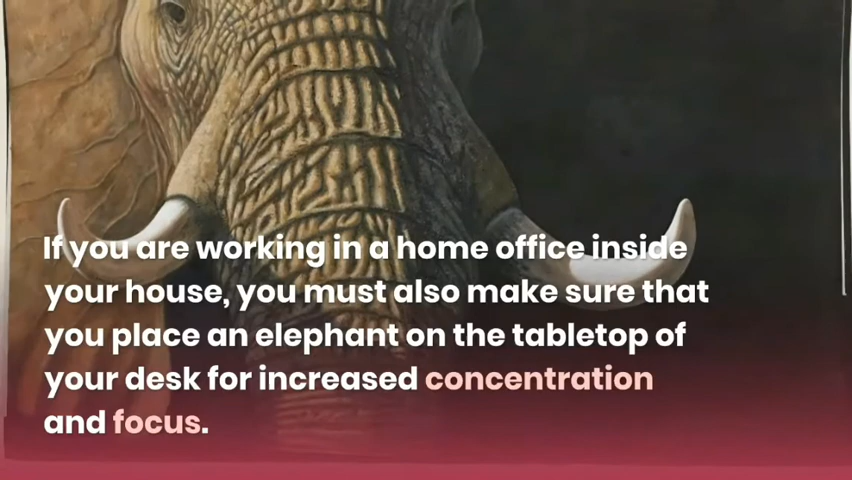 If you are working in a home office inside
your house, you must also make sure that
you place an elephant on the tabletop of
your desk for increased concentration
and focus.